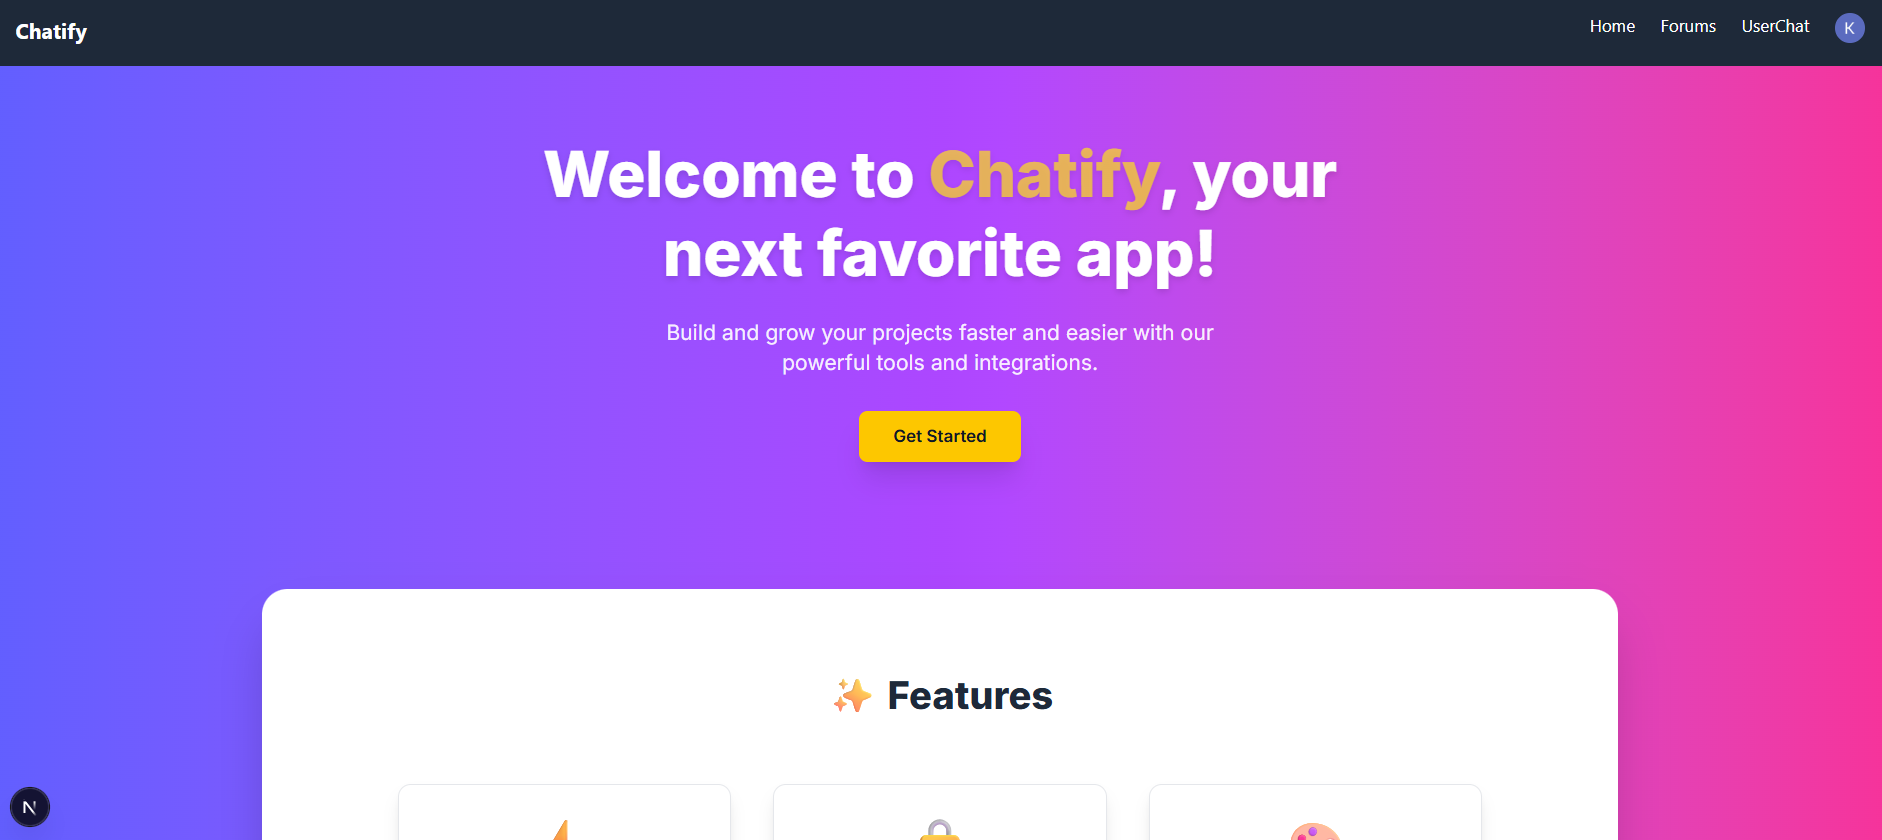 Chatify
Home Forums UserChat K
Welcome to Chatify, your
next favorite app!
Build and grow your projects faster and easier with our
powerful tools and integrations.
Get Started
✨ Features
N